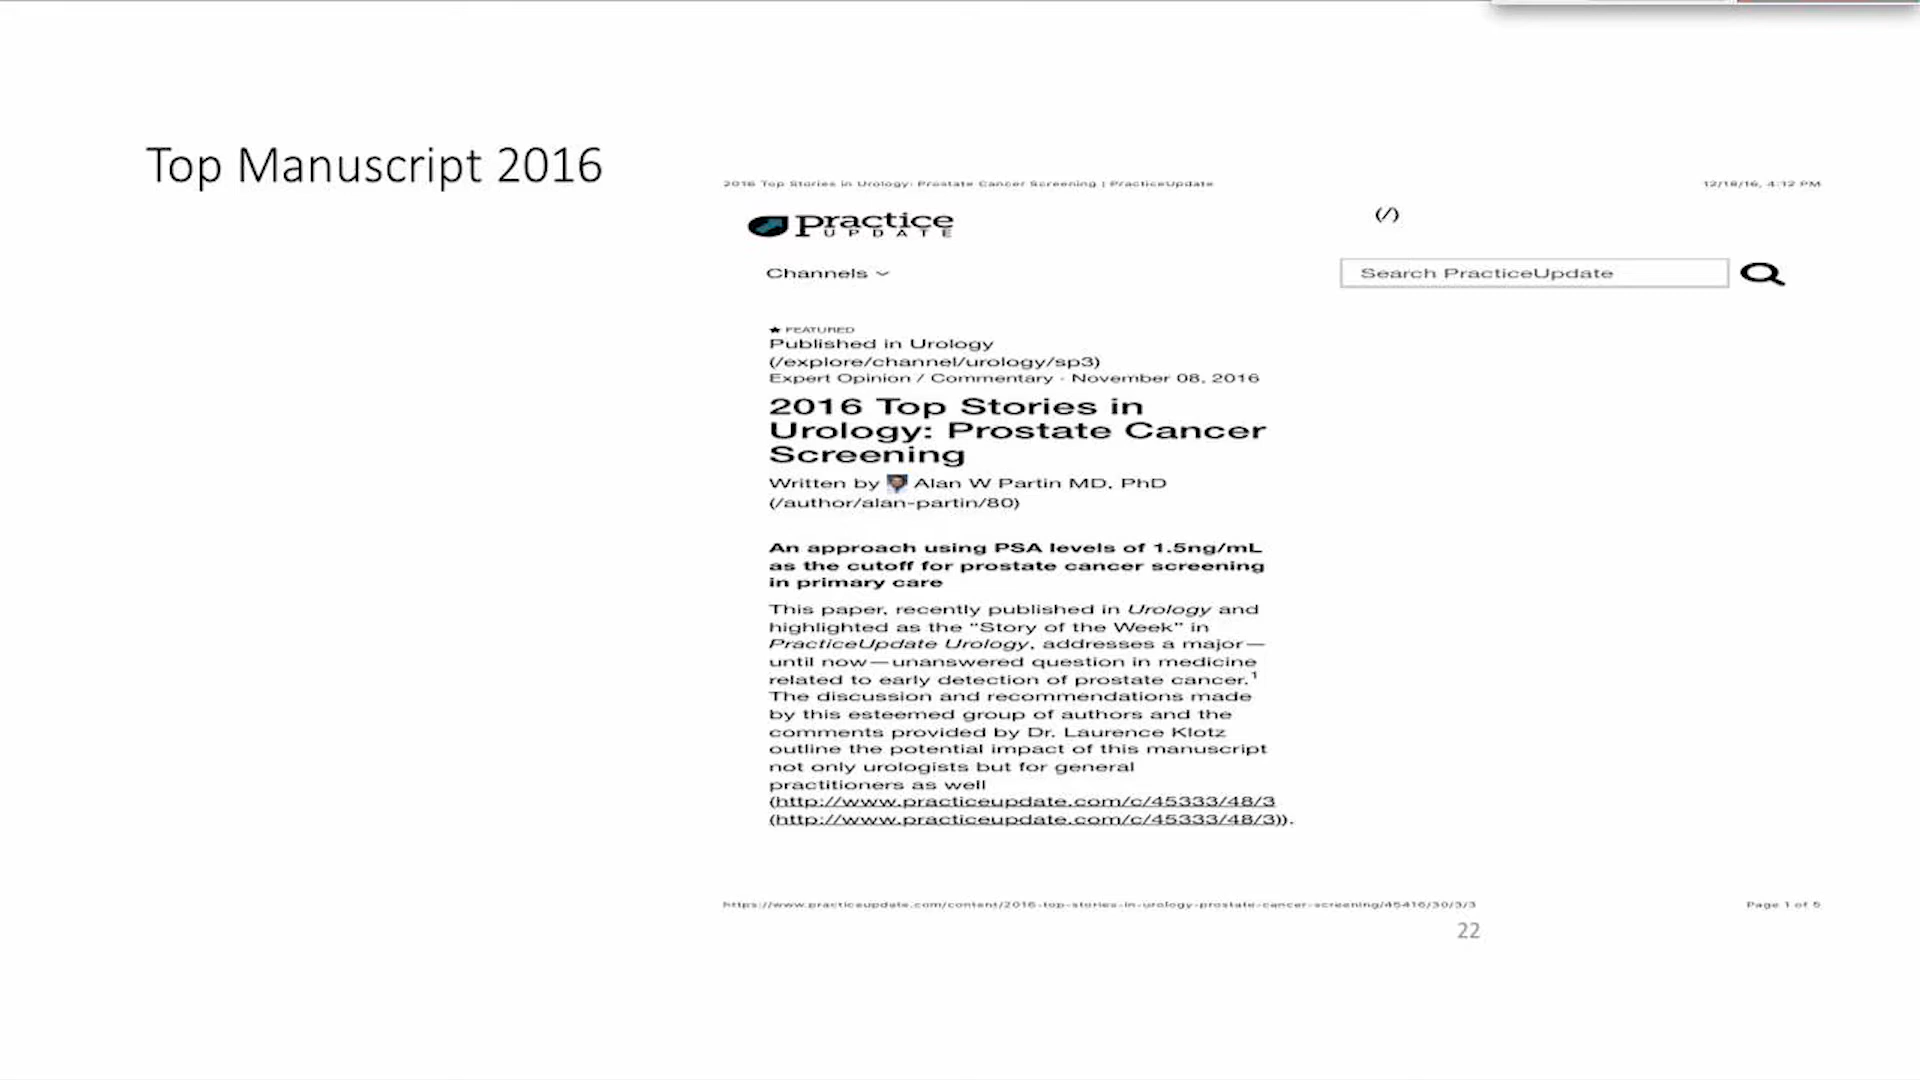 Top Manuscript 2016
2016 Top Stories in Urology: Prostate Cancer Screening | PracticeUpdate
12/18/16, 4:12 PM
Practice
UPDATE
(/)
Channels
Search PracticeUpdate
★ FEATURED
Published in Urology
(/explore/channel/urology/sp3)
Expert Opinion / Commentary · November 08, 2016
2016 Top Stories in
Urology: Prostate Cancer
Screening
Written by Alan W Partin MD, PhD
(/author/alan-partin/80)
An approach using PSA levels of 1.5ng/mL
as the cutoff for prostate cancer screening
in primary care
This paper, recently published in Urology and
highlighted as the “Story of the Week” in
PracticeUpdate Urology, addresses a major—
until now—unanswered question in medicine
related to early detection of prostate cancer.1
The discussion and recommendations made
by this esteemed group of authors and the
comments provided by Dr. Laurence Klotz
outline the potential impact of this manuscript
not only urologists but for general
practitioners as well
(http://www.practiceupdate.com/c/45333/48/3
(http://www.practiceupdate.com/c/45333/48/3)).
https://www.practiceupdate.com/content/2016-top-stories-in-urology-prostate-cancer-screening/45416/30/3/3
Page 1 of 5
22